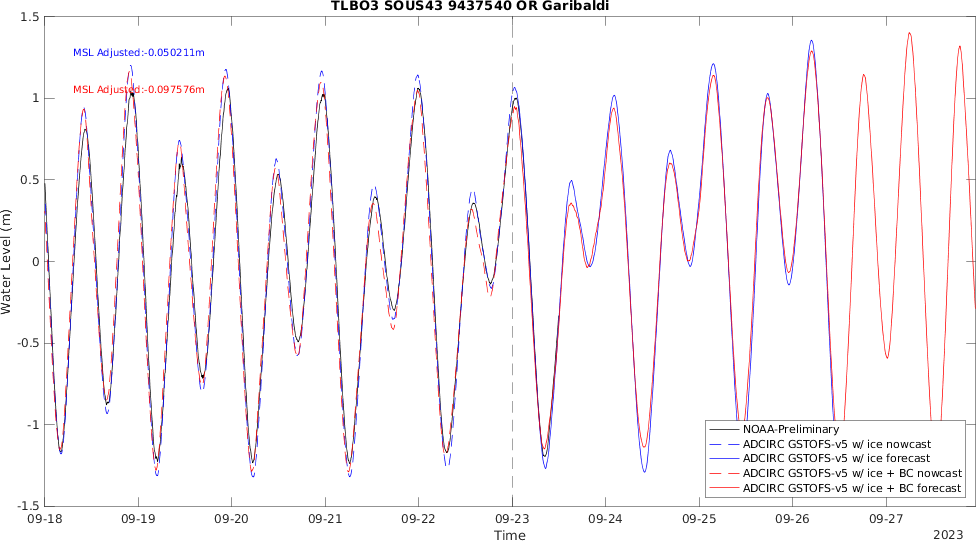 TLBO3 SOUS43 9437540 OR Garibaldi
1.5
MSL Adjusted:-0.050211m
MSL Adjusted:-0.097576m
1
0.5
0
-0.5
-1
-1.5
Water Level (m)
NOAA-Preliminary
ADCIRC GSTOFS-v5 w/ ice nowcast
ADCIRC GSTOFS-v5 w/ ice forecast
ADCIRC GSTOFS-v5 w/ ice + BC nowcast
ADCIRC GSTOFS-v5 w/ ice + BC forecast
09-18 09-19 09-20 09-21 09-22 09-23 09-24 09-25 09-26 09-27
Time
2023